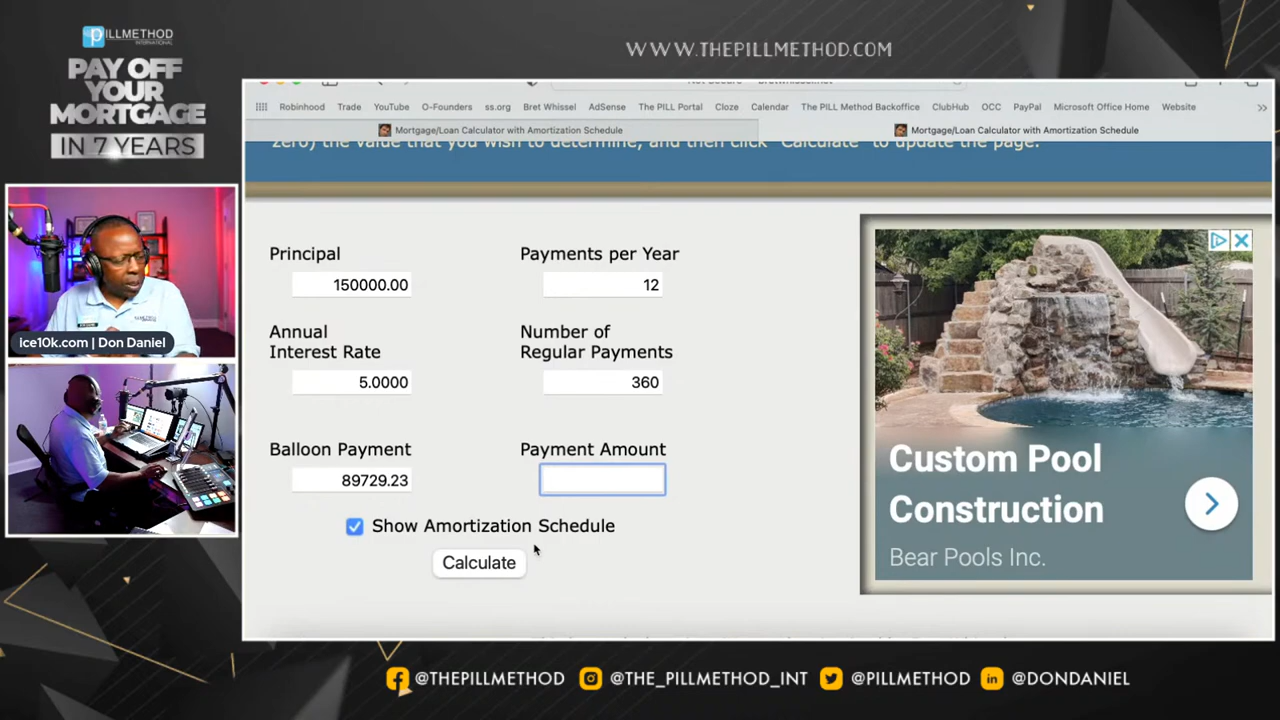 PILLMETHOD
INTERNATIONAL
PAY OFF
YOUR
MORTGAGE
IN 7 YEARS
WWW.THEPILLMETHOD.COM
Robinhood Trade YouTube O-Founders ss.org Bret Whissel AdSense The PILL Portal Cloze Calendar The PILL Method Backoffice ClubHub OCC PayPal Microsoft Office Home Website
Mortgage/Loan Calculator with Amortization Schedule
Mortgage/Loan Calculator with Amortization Schedule
zero) the value that you wish to determine, and then click "Calculate" to update the page.
Principal
150000.00
Payments per Year
12
Annual
Interest Rate
5.0000
Number of
Regular Payments
360
Balloon Payment
89729.23
Payment Amount
Show Amortization Schedule
Calculate
Custom Pool
Construction
Bear Pools Inc.
ice10k.com | Don Daniel
@THEPILLMETHOD @THE_PILLMETHOD_INT @PILLMETHOD @DONDANIEL